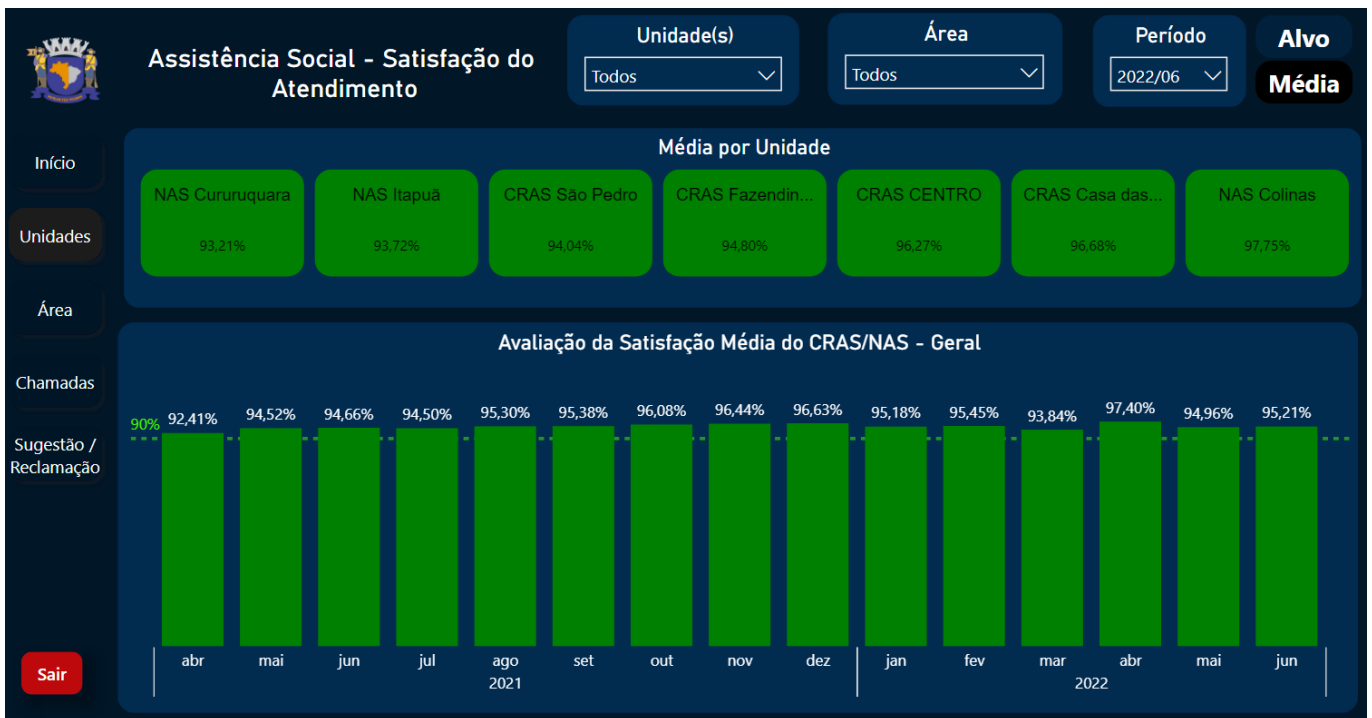 Assistência Social - Satisfação do
Atendimento
Unidade(s)
Todos
Área
Todos
Período
2022/06
Alvo
Média
Início
Unidades
Área
Chamadas
Sugestão /
Reclamação
Sair
Média por Unidade
NAS Cururuquara
93,21%
NAS Itapuã
93,72%
CRAS São Pedro
94,04%
CRAS Fazendin...
94,80%
CRAS CENTRO
96,27%
CRAS Casa das...
96,68%
NAS Colinas
97,75%
Avaliação da Satisfação Média do CRAS/NAS - Geral
90% 92,41% 94,52% 94,66% 94,50% 95,30% 95,38% 96,08% 96,44% 96,63% 95,18% 95,45% 93,84% 97,40% 94,96% 95,21%
abr mai jun jul ago set out nov dez jan fev mar abr mai jun
2021 2022